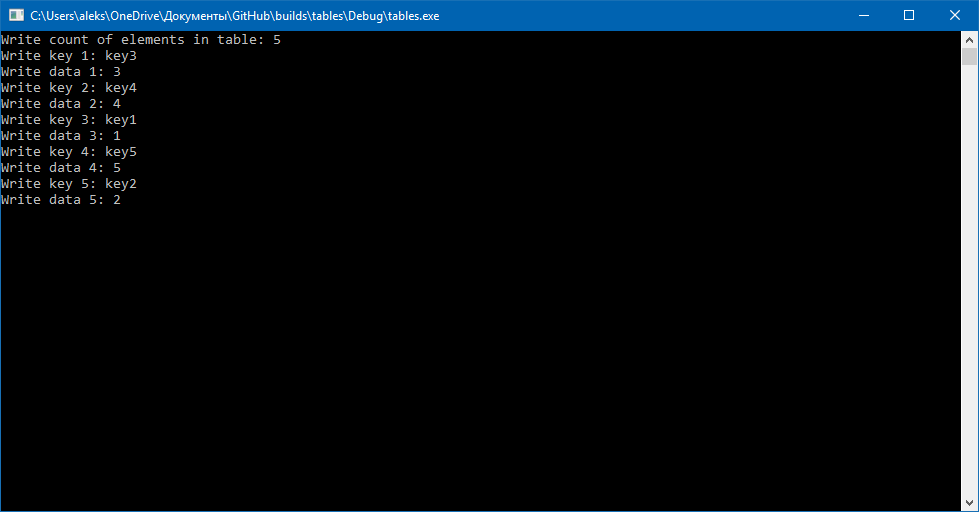 C:\Users\aleks\OneDrive\Документы\GitHub\builds\tables\Debug\tables.exe
Write count of elements in table: 5
Write key 1: key3
Write data 1: 3
Write key 2: key4
Write data 2: 4
Write key 3: key1
Write data 3: 1
Write key 4: key5
Write data 4: 5
Write key 5: key2
Write data 5: 2